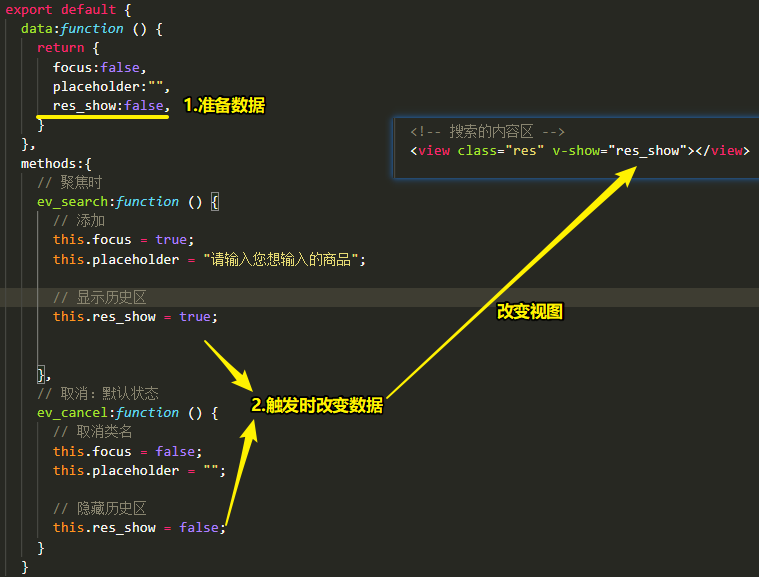 export default {
data:function () {
return {
focus:false,
placeholder:"",
res_show:false,
1.准备数据
}
},
<!-- 搜索的内容区 -->
<view class="res" v-show="res_show"></view>
methods:{
// 聚焦时
ev_search:function () {
// 添加
this.focus = true;
this.placeholder = "请输入您想输入的商品";
// 显示历史区
this.res_show = true;
改变视图
},
// 取消：默认状态
2.触发时改变数据
ev_cancel:function () {
// 取消类名
this.focus = false;
this.placeholder = "";
// 隐藏历史区
this.res_show = false;
}
}